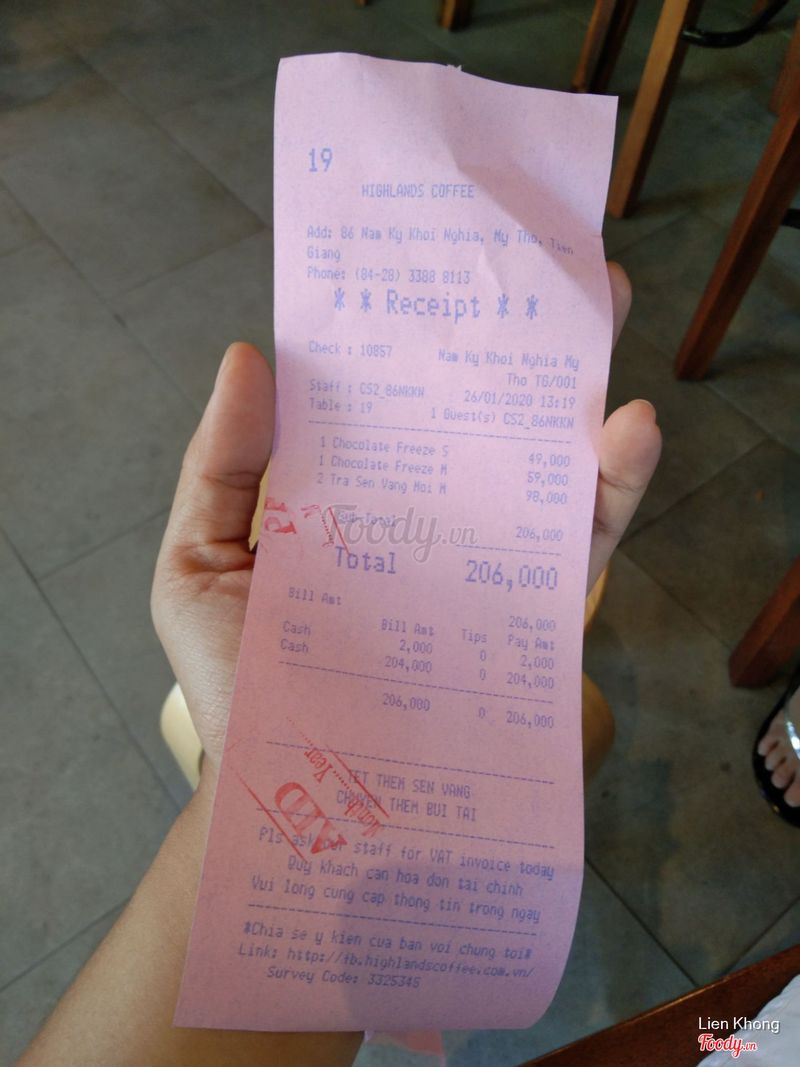 19
HIGHLANDS COFFEE
Add: 86 Nam Ky Khoi Nghia, My Tho, Tien
Giang
Phone: (84-28) 3388 8113
* * Receipt * *
Check : 10857 Nam Ky Khoi Nghia My
Tho TG/001
Staff : CS2_86NKKN 26/01/2020 13:19
Table : 19 1 Guest(s) CS2_86NKKN
1 Chocolate Freeze S 49,000
1 Chocolate Freeze M 59,000
2 Tra Sen Vang Moi M 98,000
Sub-Total 206,000
Foody.vn
Total 206,000
Bill Amt 206,000
Bill Amt Tips Pay Amt
Cash 2,000 0 2,000
Cash 204,000 0 204,000
206,000 0 206,000
TET THEM SEN VANG
CHUYEN THEM BUI TAI
Month Year
Pls ask our staff for VAT invoice today
Quy khach can hoa don tai chinh
Vui long cung cap thong tin trong ngay
*Chia se y kien cua ban voi chung toi*
Link: http://fb.highlandscoffee.com.vn/
Survey Code: 3325345
Lien Khong
Foody.vn